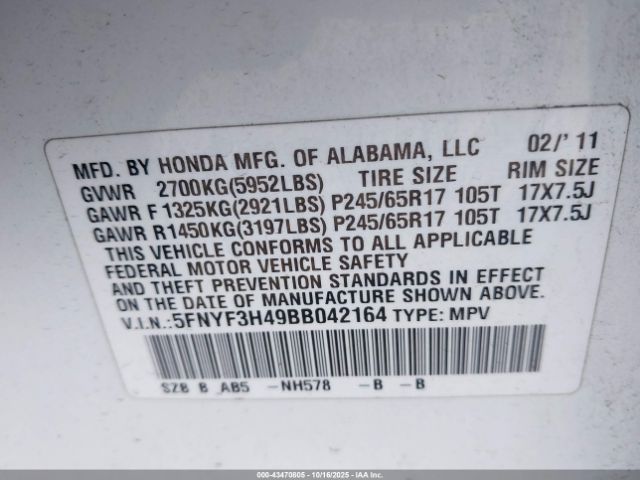 MFD. BY HONDA MFG. OF ALABAMA, LLC 02/'11
GVWR 2700KG(5952LBS) TIRE SIZE RIM SIZE
GAWR F 1325KG(2921LBS) P245/65R17 105T 17X7.5J
GAWR R1450KG(3197LBS) P245/65R17 105T 17X7.5J
THIS VEHICLE CONFORMS TO ALL APPLICABLE
FEDERAL MOTOR VEHICLE SAFETY
AND THEFT PREVENTION STANDARDS IN EFFECT
ON THE DATE OF MANUFACTURE SHOWN ABOVE.
V.I.N.:5FNYF3H49BB042164 TYPE: MPV
SZB B AB5 -NH578 -B -B
000-43470805 - 10/16/2025 - IAAI.COM